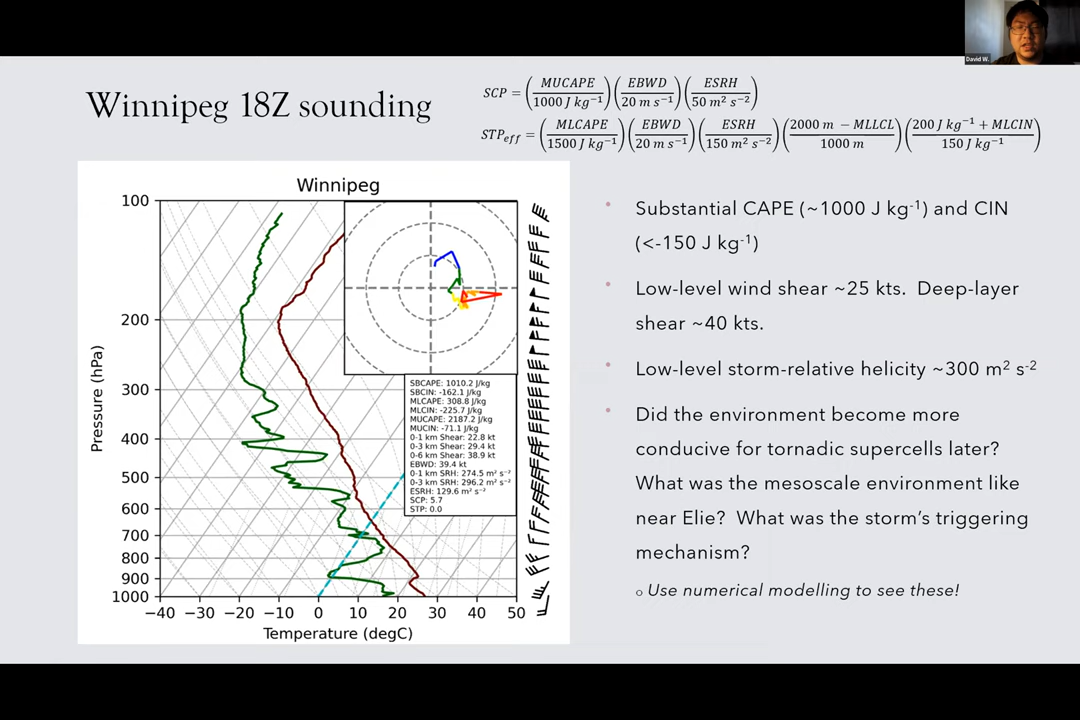 David W.
Winnipeg 18Z sounding
SCP = (MUCAPE / 1000 J kg⁻¹)(EBWD / 20 m s⁻¹)(ESRH / 50 m² s⁻²)
STP_eff = (MLCAPE / 1500 J kg⁻¹)(EBWD / 20 m s⁻¹)(ESRH / 150 m² s⁻²)(2000 m − MLLCL / 1000 m)(200 J kg⁻¹ + MLCIN / 150 J kg⁻¹)
Winnipeg
100
200
300
400
500
600
700
800
900
1000
Pressure (hPa)
SBCAPE: 1010.2 J/kg
SBCIN: -162.1 J/kg
MLCAPE: 308.8 J/kg
MLCIN: -225.7 J/kg
MUCAPE: 2187.2 J/kg
MUCIN: -71.1 J/kg
0-1 km Shear: 22.8 kt
0-3 km Shear: 29.4 kt
0-6 km Shear: 38.9 kt
EBWD: 39.4 kt
0-1 km SRH: 274.5 m² s⁻²
0-3 km SRH: 296.2 m² s⁻²
ESRH: 129.6 m² s⁻²
SCP: 5.7
STP: 0.0
−40 −30 −20 −10 0 10 20 30 40 50
Temperature (degC)
• Substantial CAPE (~1000 J kg⁻¹) and CIN
(<-150 J kg⁻¹)
• Low-level wind shear ~25 kts. Deep-layer
shear ~40 kts.
• Low-level storm-relative helicity ~300 m² s⁻²
• Did the environment become more
conducive for tornadic supercells later?
What was the mesoscale environment like
near Elie? What was the storm's triggering
mechanism?
o Use numerical modelling to see these!